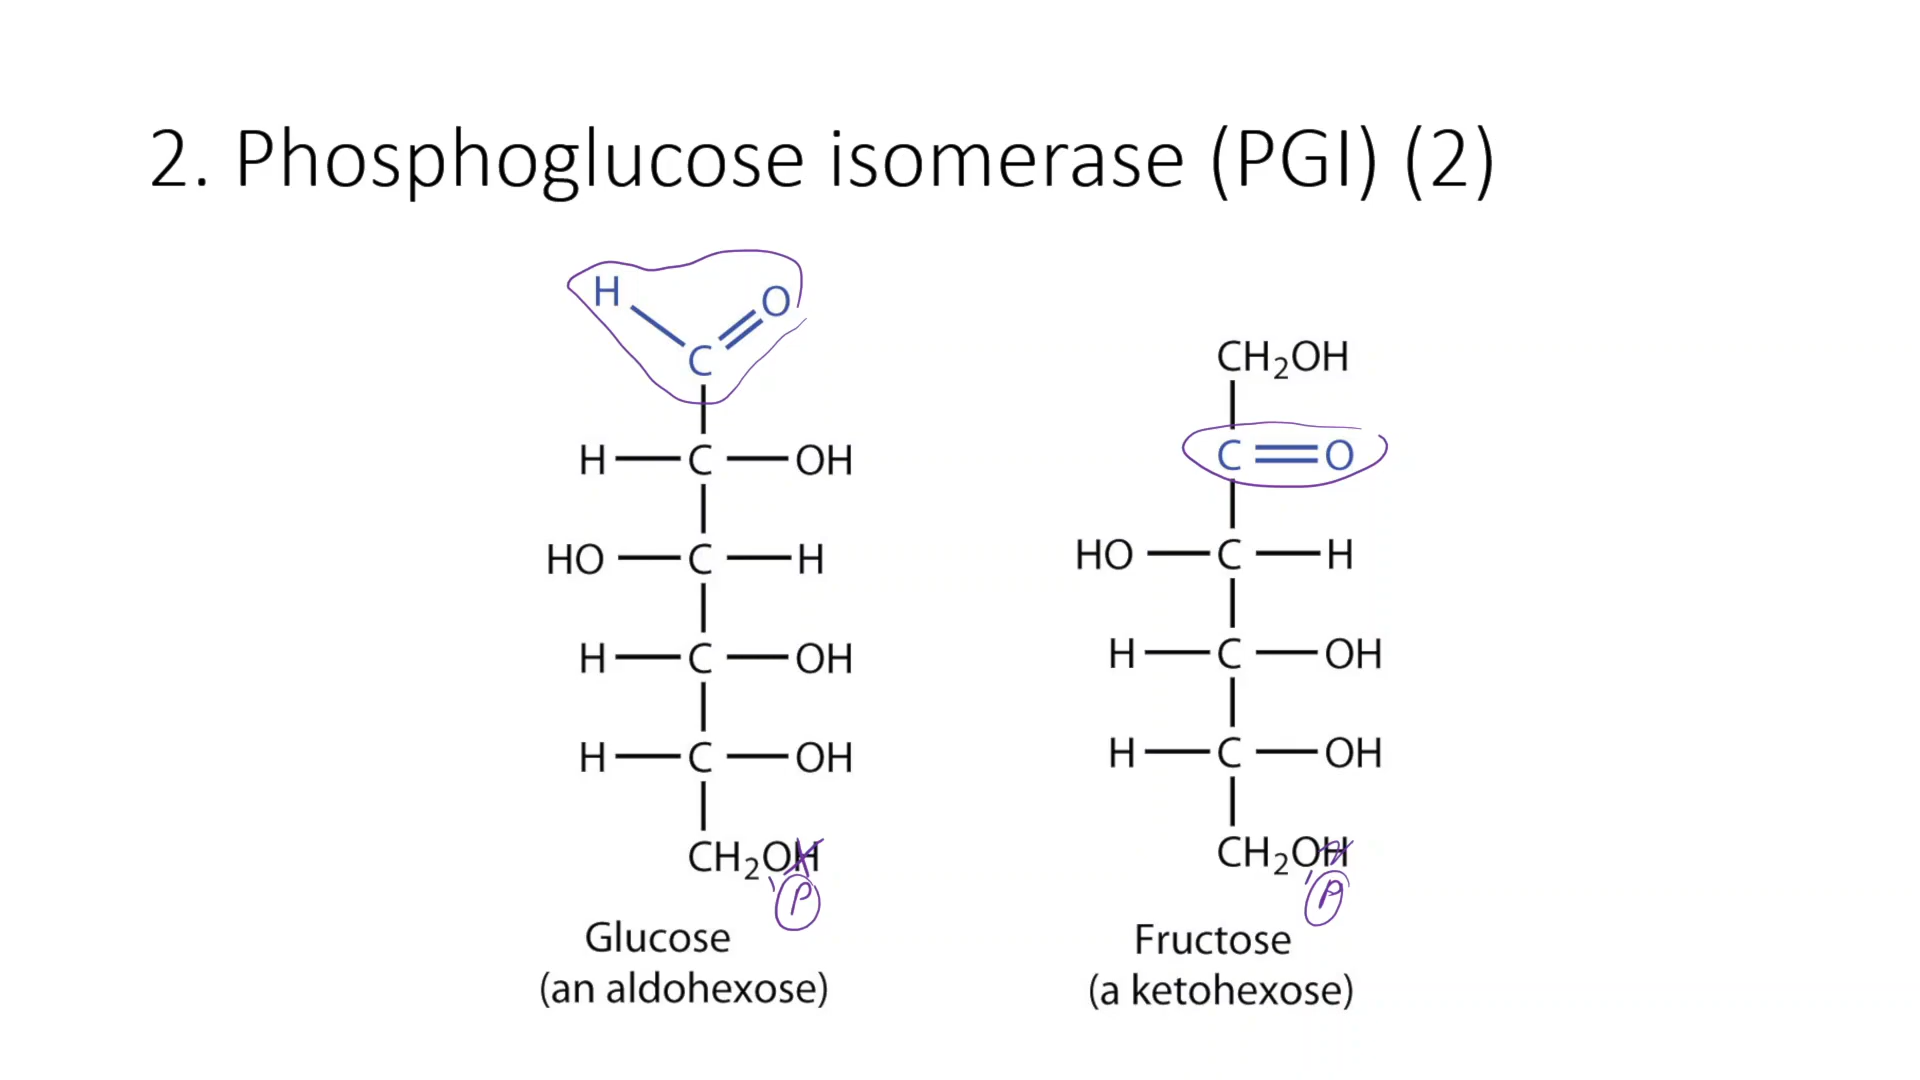 2. Phosphoglucose isomerase (PGI) (2)
H O
C
H C OH
HO C H
H C OH
H C OH
CH₂OH
P
Glucose
(an aldohexose)
CH₂OH
C O
HO C H
H C OH
H C OH
CH₂OH
P
Fructose
(a ketohexose)